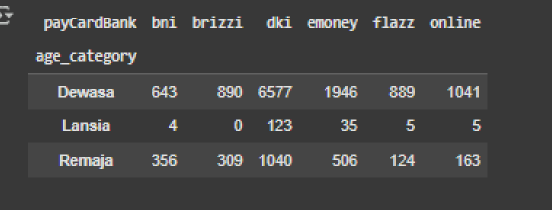 payCardBank bni brizzi dki emoney flazz online
age_category
Dewasa 643 890 6577 1946 889 1041
Lansia 4 0 123 35 5 5
Remaja 356 309 1040 506 124 163